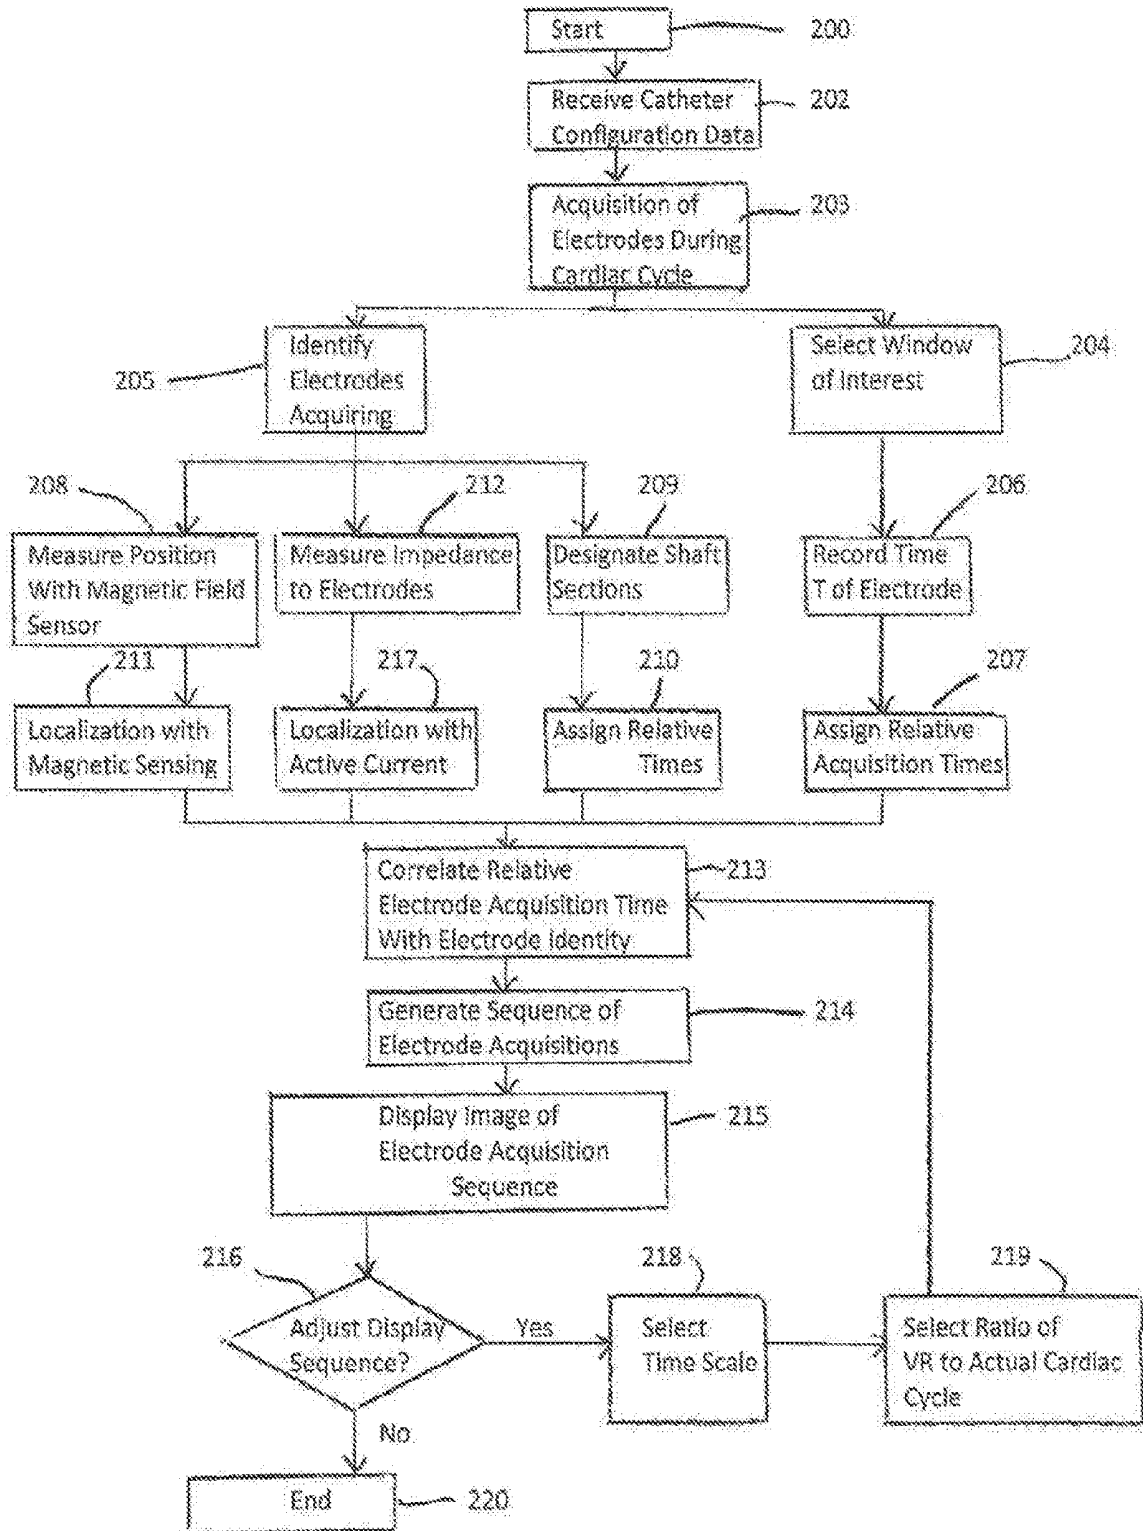 Start
200
Receive Catheter
Configuration Data
202
Acquisition of
Electrodes During
Cardiac Cycle
203
Identify
Electrodes
Acquiring
205
Select Window
of Interest
204
208
212
209
206
Measure Position
With Magnetic Field
Sensor
Measure Impedance
to Electrodes
Designate Shaft
Sections
Record Time
T of Electrode
211
217
210
207
Localization with
Magnetic Sensing
Localization with
Active Current
Assign Relative
Times
Assign Relative
Acquisition Times
Correlate Relative
Electrode Acquisition Time
With Electrode Identity
213
Generate Sequence of
Electrode Acquisitions
214
Display Image of
Electrode Acquisition
Sequence
215
216
218
219
Adjust Display
Sequence?
Yes
Select
Time Scale
Select Ratio of
VR to Actual Cardiac
Cycle
No
End
220